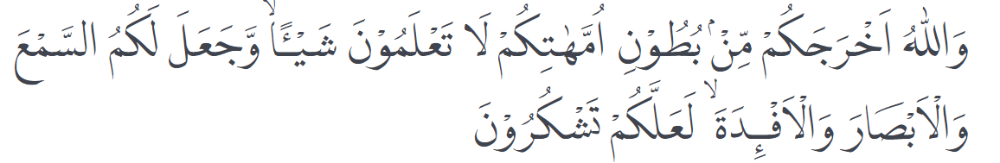 وَاللّٰهُ اَخْرَجَكُمْ مِّنْۢ بُطُوْنِ اُمَّهٰتِكُمْ لَا تَعْلَمُوْنَ شَيْـًٔاۙ وَّجَعَلَ لَكُمُ السَّمْعَ
وَالْاَبْصَارَ وَالْاَفْـِٕدَةَ ۙ لَعَلَّكُمْ تَشْكُرُوْنَ